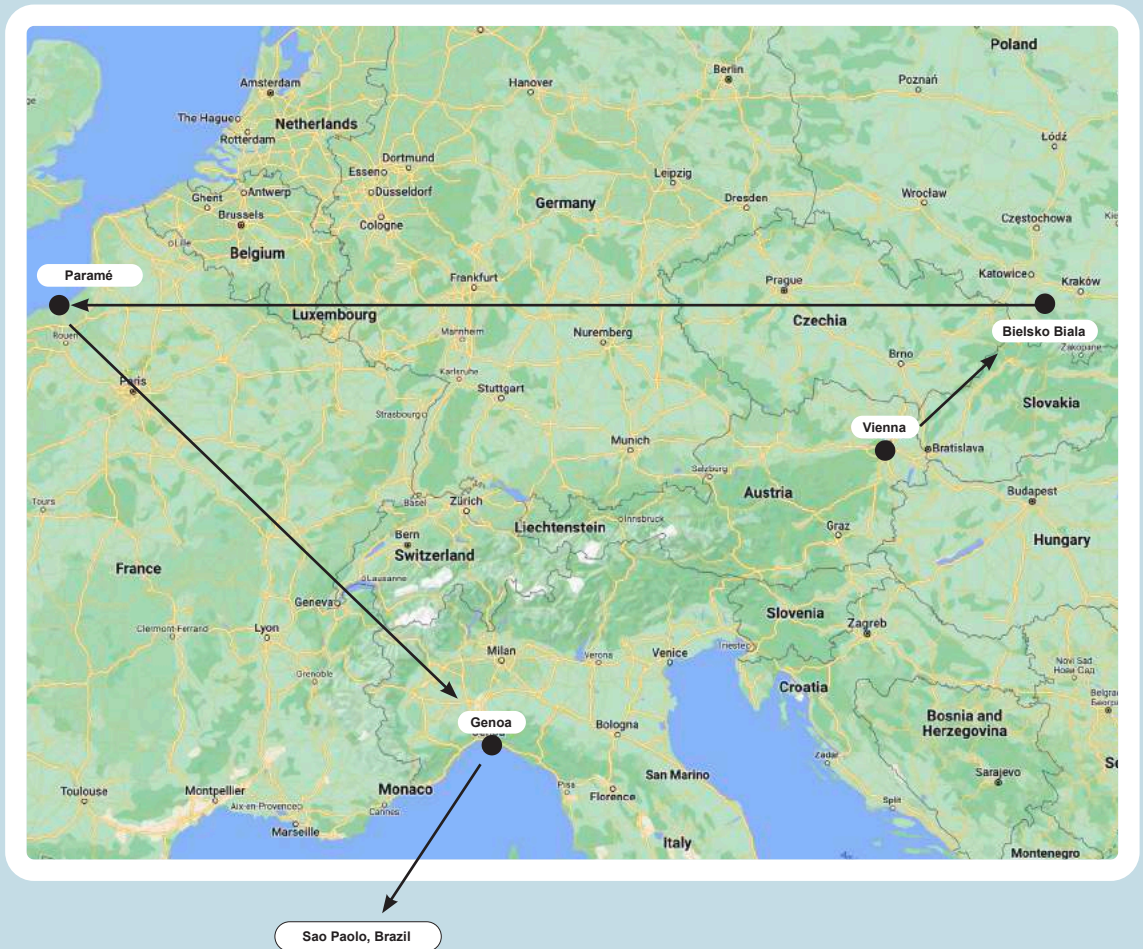 Poland
Berlin
Poznań
Hanover
Amsterdam
The Hague
Netherlands
Rotterdam
Łódź
Dortmund
Essen
Leipzig
Antwerp
Düsseldorf
Ghent
Wrocław
Dresden
Germany
Brussels
Cologne
Częstochowa
Lille
Belgium
Paramé
Katowice
Frankfurt
Prague
Kraków
Luxembourg
Czechia
Rouen
Mannheim
Nuremberg
Bielsko Biala
Zakopane
Brno
Karlsruhe
Paris
Stuttgart
Slovakia
Strasbourg
Vienna
Munich
Bratislava
Salzburg
Austria
Budapest
Tours
Basel
Zürich
Liechtenstein
Innsbruck
Graz
Bern
Hungary
Switzerland
France
Lausanne
Geneva
Slovenia
Zagreb
Clermont-Ferrand
Lyon
Milan
Verona
Venice
Trieste
Novi Sad
Нови Сад
Grenoble
Croatia
Genoa
Bologna
Bosnia and
Herzegovina
Zadar
San Marino
Sarajevo
Toulouse
Montpellier
Monaco
Pisa
Florence
Aix-en-Provence
Cannes
Split
Marseille
Italy
Montenegro
Sao Paolo, Brazil